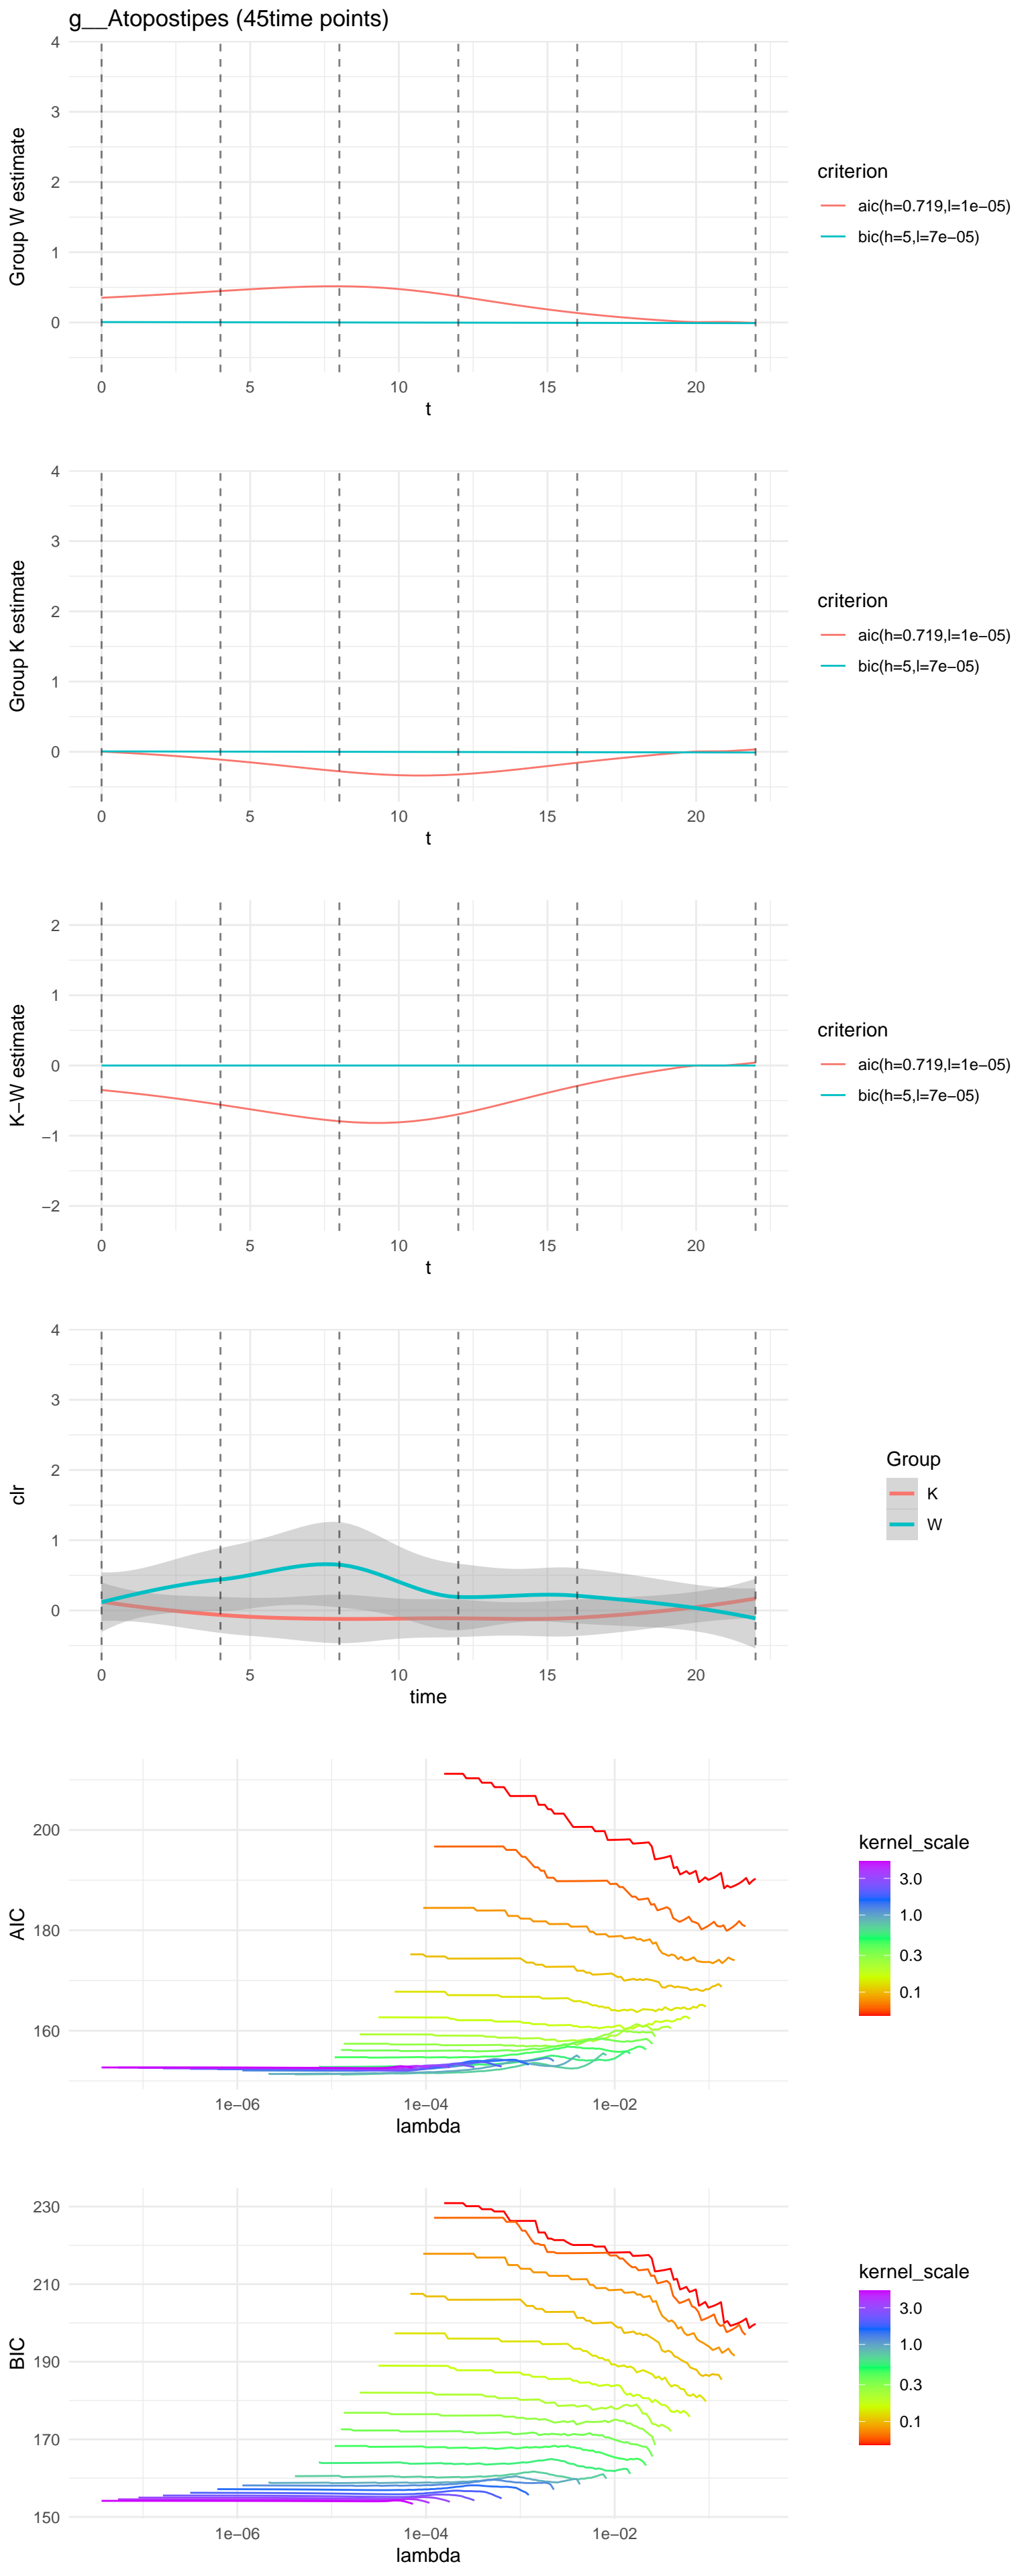 g__Atopostipes (45time points)
4
3
2
1
0
Group W estimate
0 5 10 15 20
t
criterion
aic(h=0.719,l=1e−05)
bic(h=5,l=7e−05)
4
3
2
1
0
Group K estimate
0 5 10 15 20
t
criterion
aic(h=0.719,l=1e−05)
bic(h=5,l=7e−05)
2
1
0
−1
−2
K−W estimate
0 5 10 15 20
t
criterion
aic(h=0.719,l=1e−05)
bic(h=5,l=7e−05)
4
3
2
1
0
clr
0 5 10 15 20
time
Group
K
W
200
180
160
AIC
1e−06 1e−04 1e−02
lambda
kernel_scale
3.0
1.0
0.3
0.1
230
210
190
170
150
BIC
1e−06 1e−04 1e−02
lambda
kernel_scale
3.0
1.0
0.3
0.1